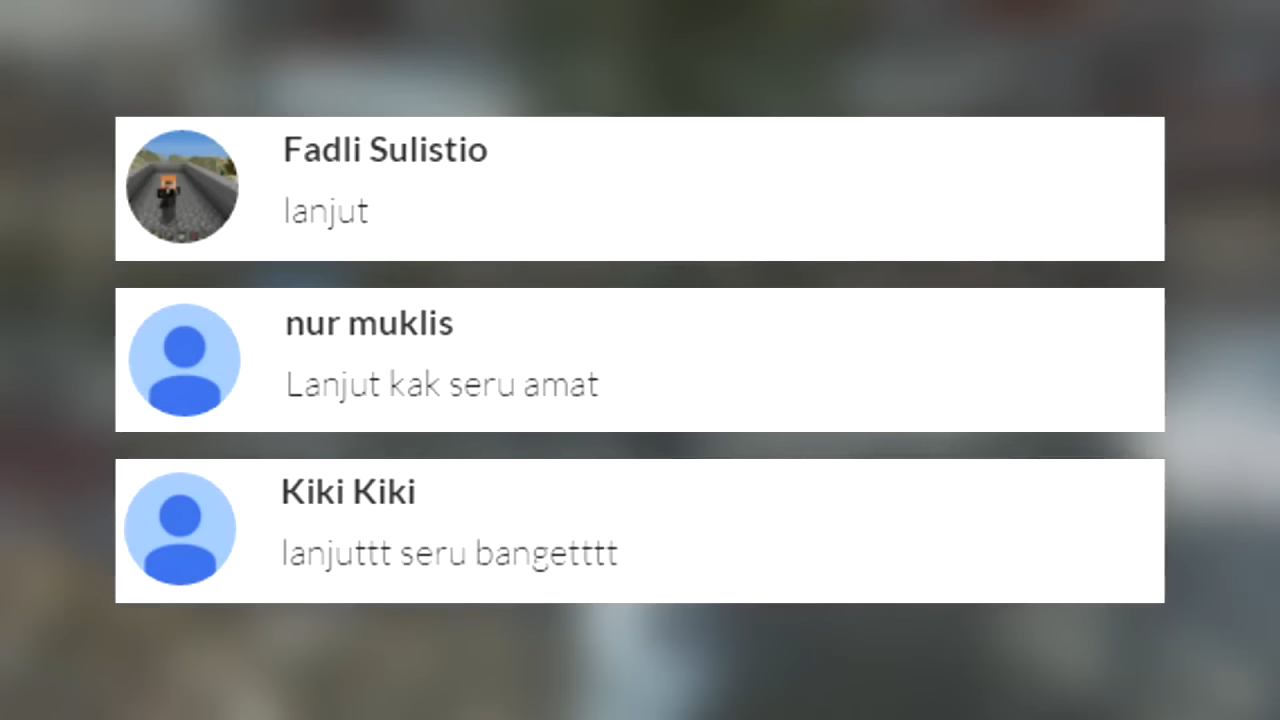 Fadli Sulistio
lanjut
nur muklis
Lanjut kak seru amat
Kiki Kiki
lanjuttt seru bangetttt